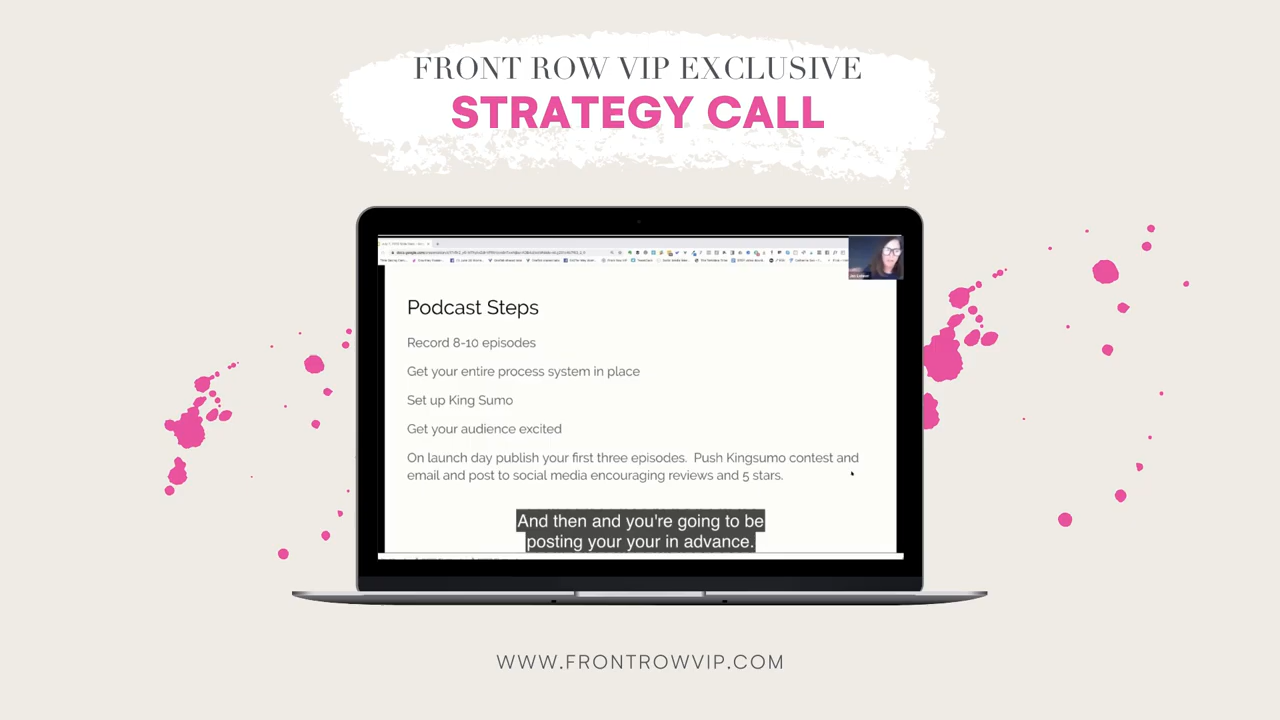 FRONT ROW VIP EXCLUSIVE
STRATEGY CALL
Podcast Steps
Record 8-10 episodes
Get your entire process system in place
Set up King Sumo
Get your audience excited
On launch day publish your first three episodes. Push Kingsumo contest and
email and post to social media encouraging reviews and 5 stars.
And then and you're going to be
posting your your in advance.
WWW.FRONTROWVIP.COM